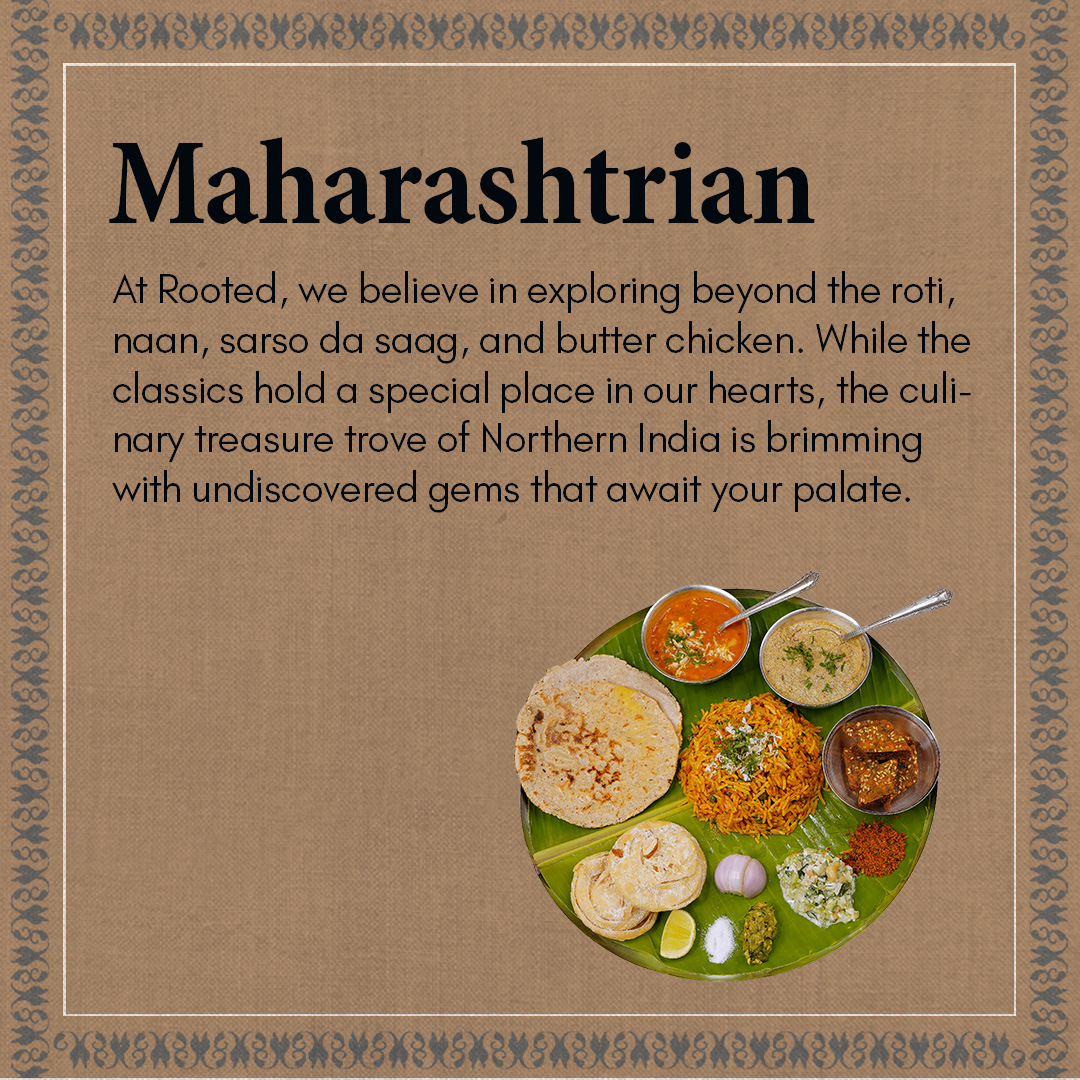 Maharashtrian
At Rooted, we believe in exploring beyond the roti,
naan, sarso da saag, and butter chicken. While the
classics hold a special place in our hearts, the culi-
nary treasure trove of Northern India is brimming
with undiscovered gems that await your palate.